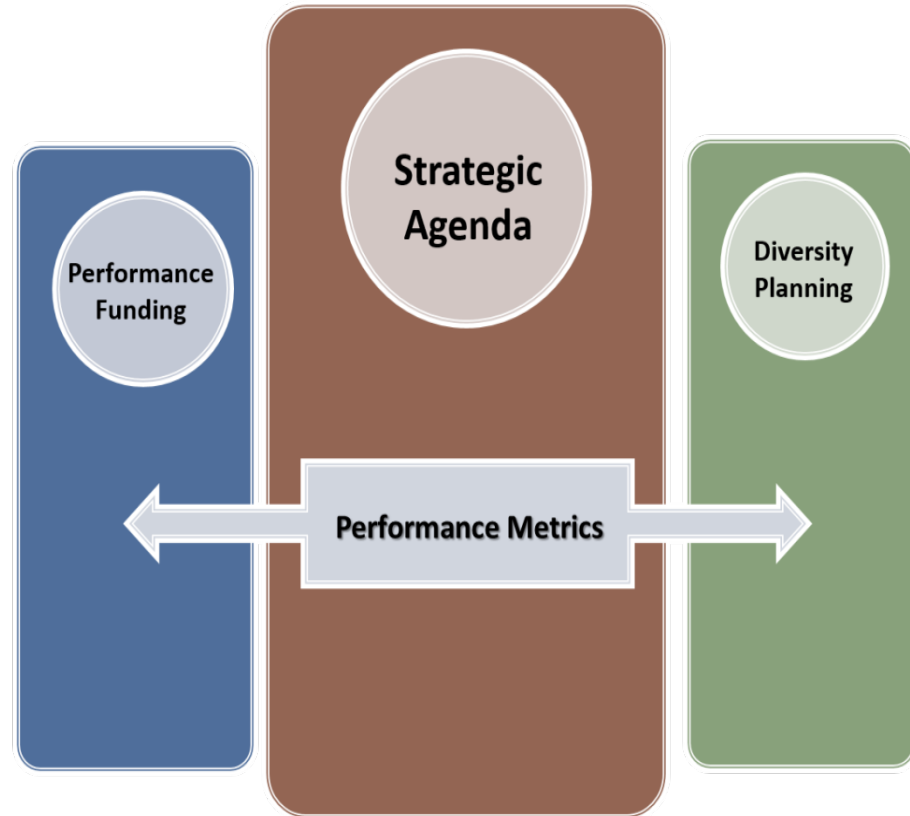 Strategic
Agenda
Performance
Funding
Diversity
Planning
Performance Metrics